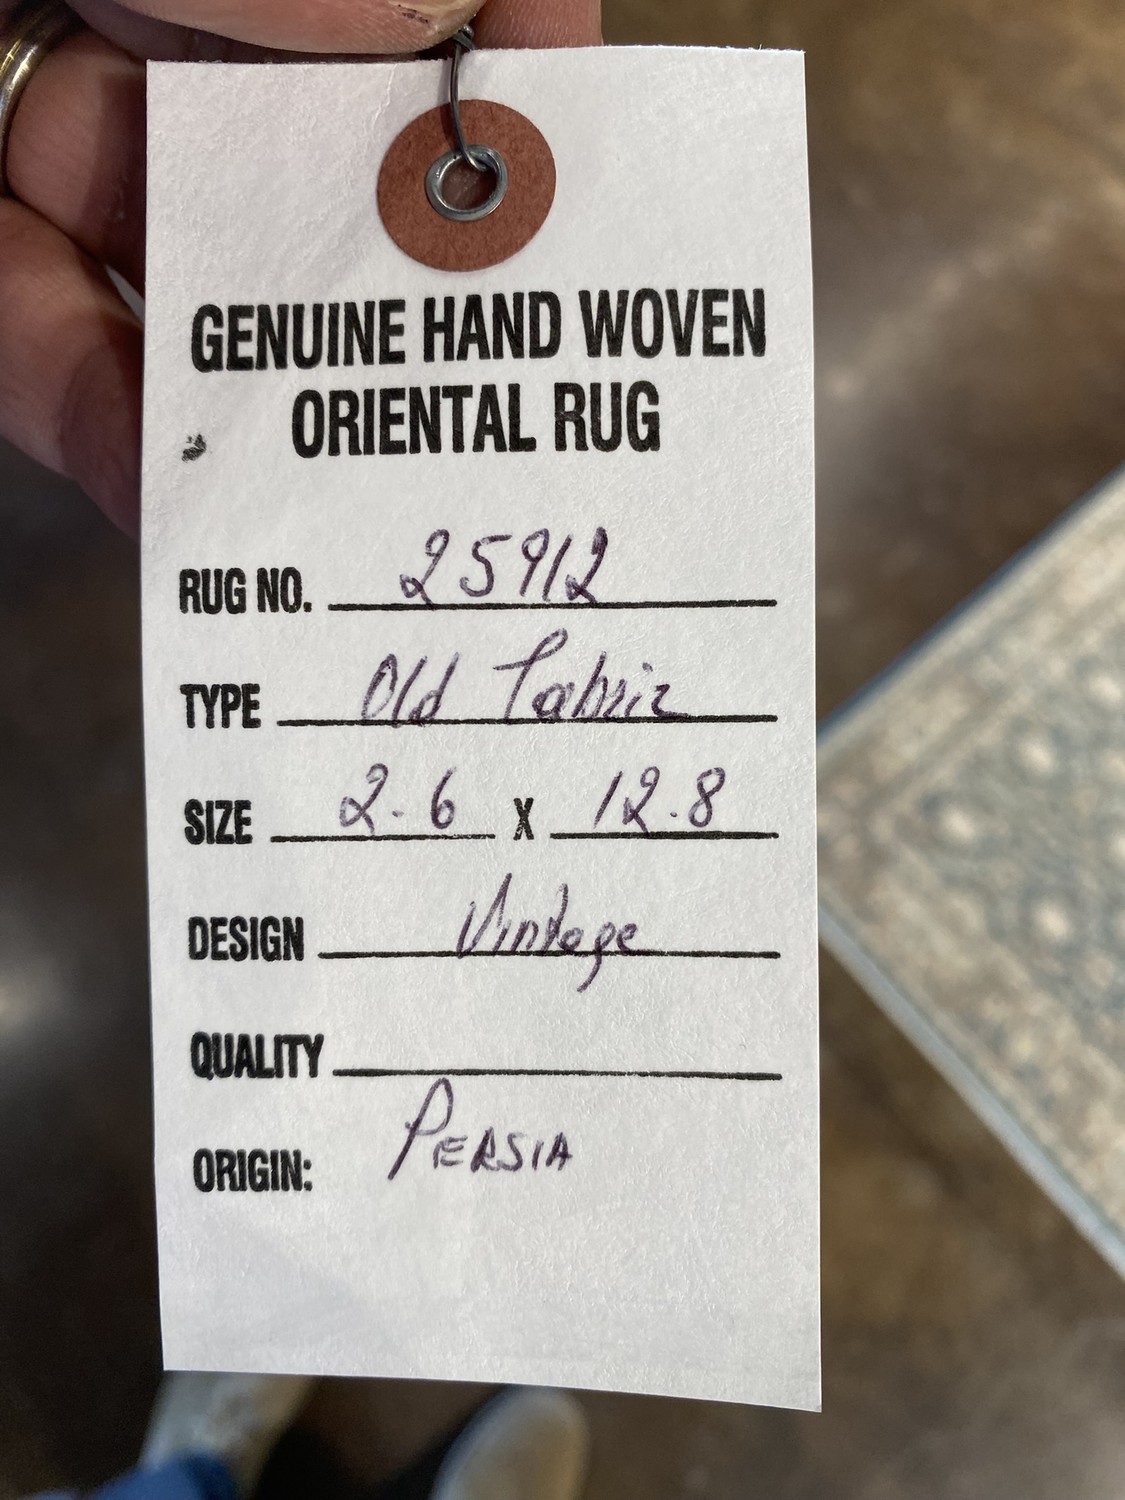 GENUINE HAND WOVEN
ORIENTAL RUG
RUG NO. 25912
TYPE Old Tabriz
SIZE 2.6 X 12.8
DESIGN Vintage
QUALITY
ORIGIN: PERSIA